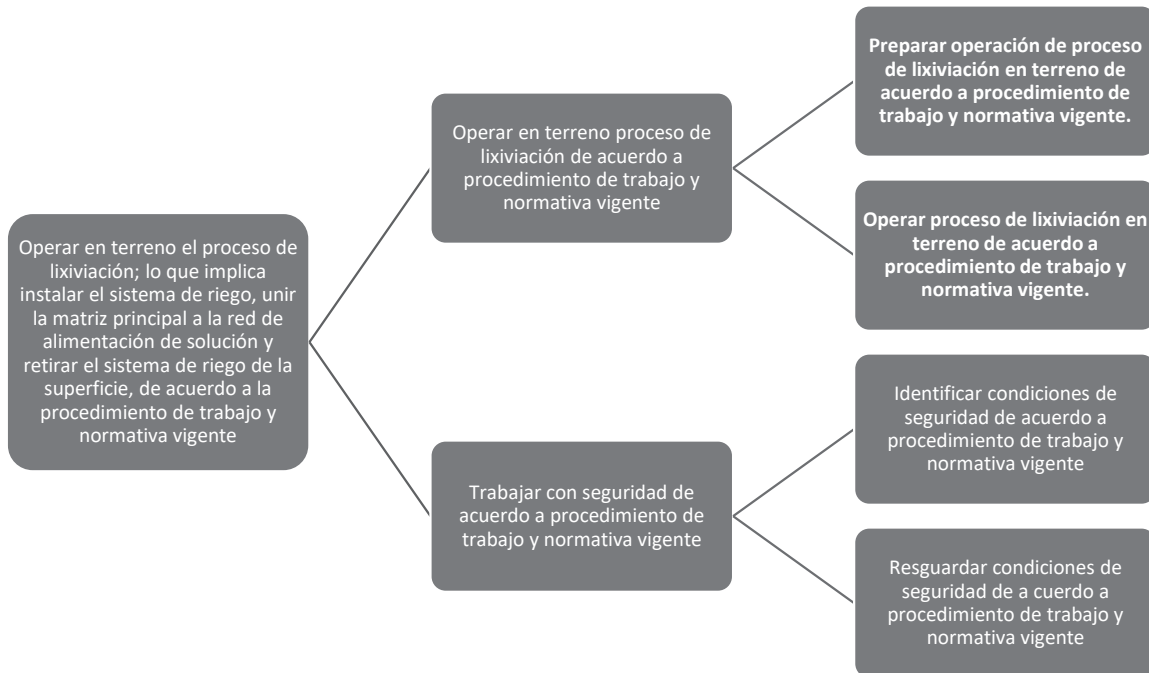 Operar en terreno el proceso de
lixiviación; lo que implica
instalar el sistema de riego, unir
la matriz principal a la red de
alimentación de solución y
retirar el sistema de riego de la
superficie, de acuerdo a la
procedimiento de trabajo y
normativa vigente
Operar en terreno proceso de
lixiviación de acuerdo a
procedimiento de trabajo y
normativa vigente
Preparar operación de proceso
de lixiviación en terreno de
acuerdo a procedimiento de
trabajo y normativa vigente.
Operar proceso de lixiviación en
terreno de acuerdo a
procedimiento de trabajo y
normativa vigente.
Trabajar con seguridad de
acuerdo a procedimiento de
trabajo y normativa vigente
Identificar condiciones de
seguridad de acuerdo a
procedimiento de trabajo y
normativa vigente
Resguardar condiciones de
seguridad de a cuerdo a
procedimiento de trabajo y
normativa vigente